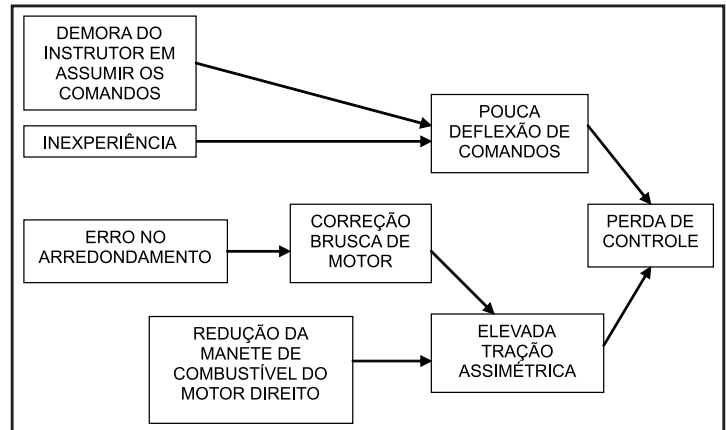 DEMORA DO
INSTRUTOR EM
ASSUMIR OS
COMANDOS
INEXPERIÊNCIA
POUCA
DEFLEXÃO DE
COMANDOS
ERRO NO
ARREDONDAMENTO
CORREÇÃO
BRUSCA DE
MOTOR
PERDA DE
CONTROLE
REDUÇÃO DA
MANETE DE
COMBUSTÍVEL DO
MOTOR DIREITO
ELEVADA
TRAÇÃO
ASSIMÉTRICA